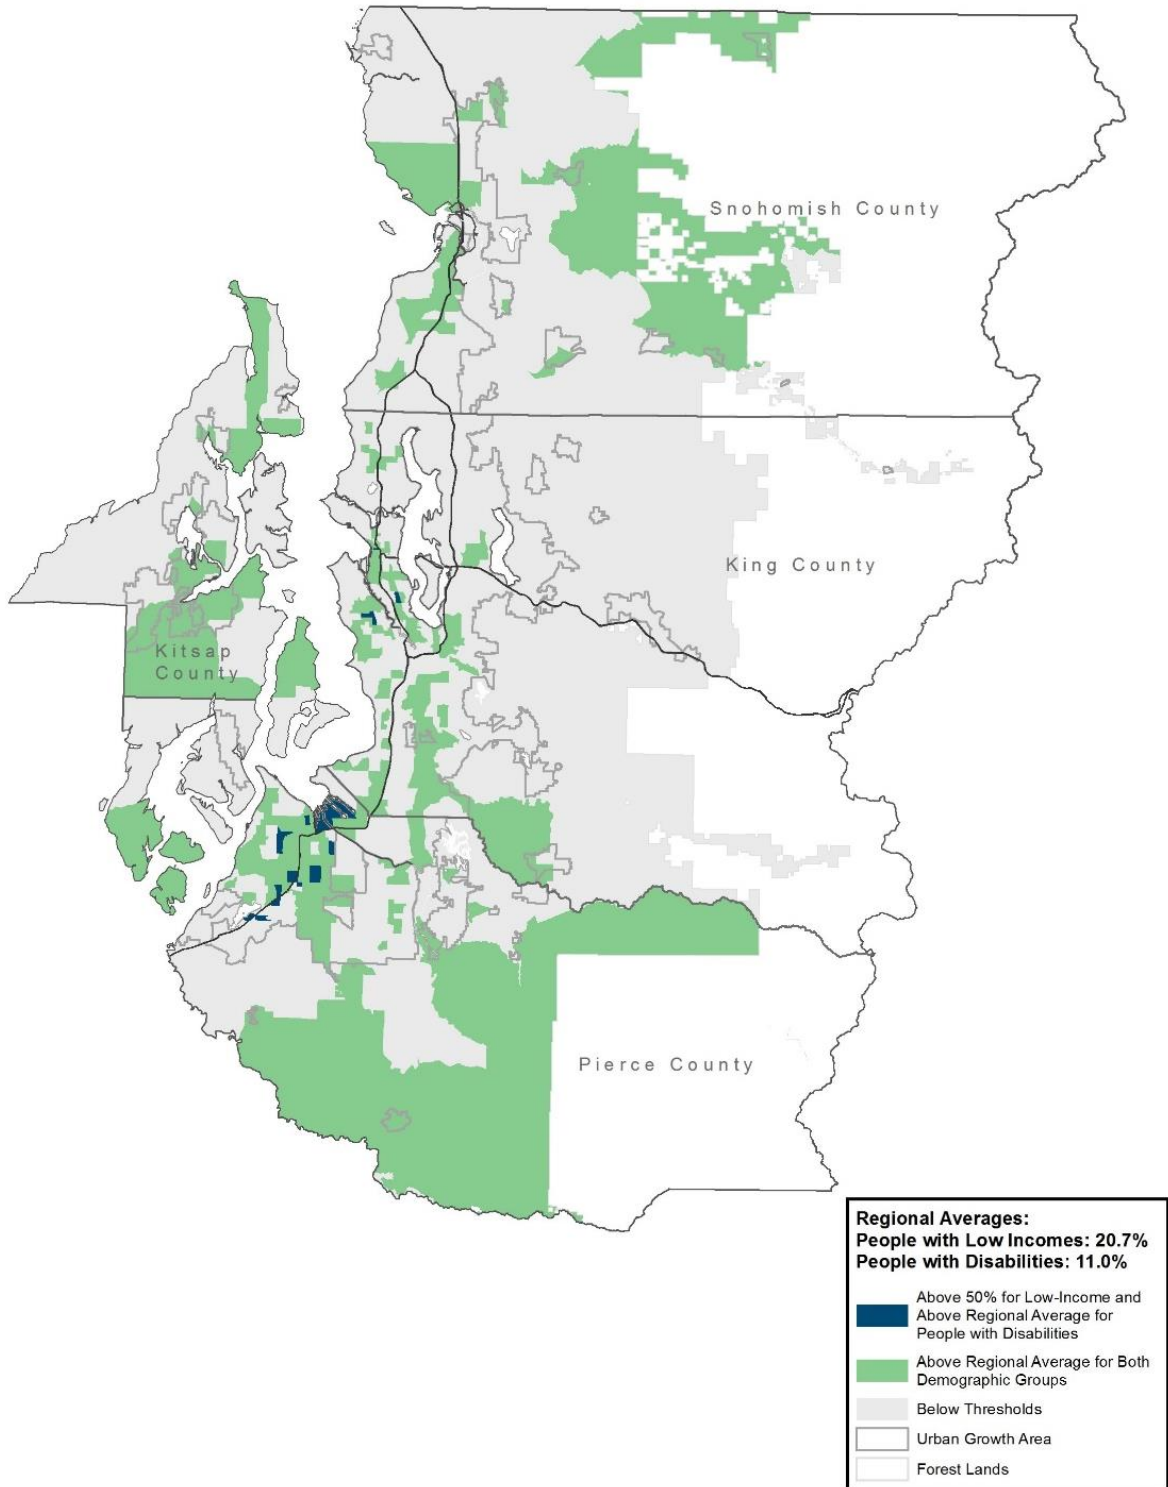 Snohomish County
King County
Kitsap
County
Pierce County
Regional Averages:
People with Low Incomes: 20.7%
People with Disabilities: 11.0%
Above 50% for Low-Income and
Above Regional Average for
People with Disabilities
Above Regional Average for Both
Demographic Groups
Below Thresholds
Urban Growth Area
Forest Lands